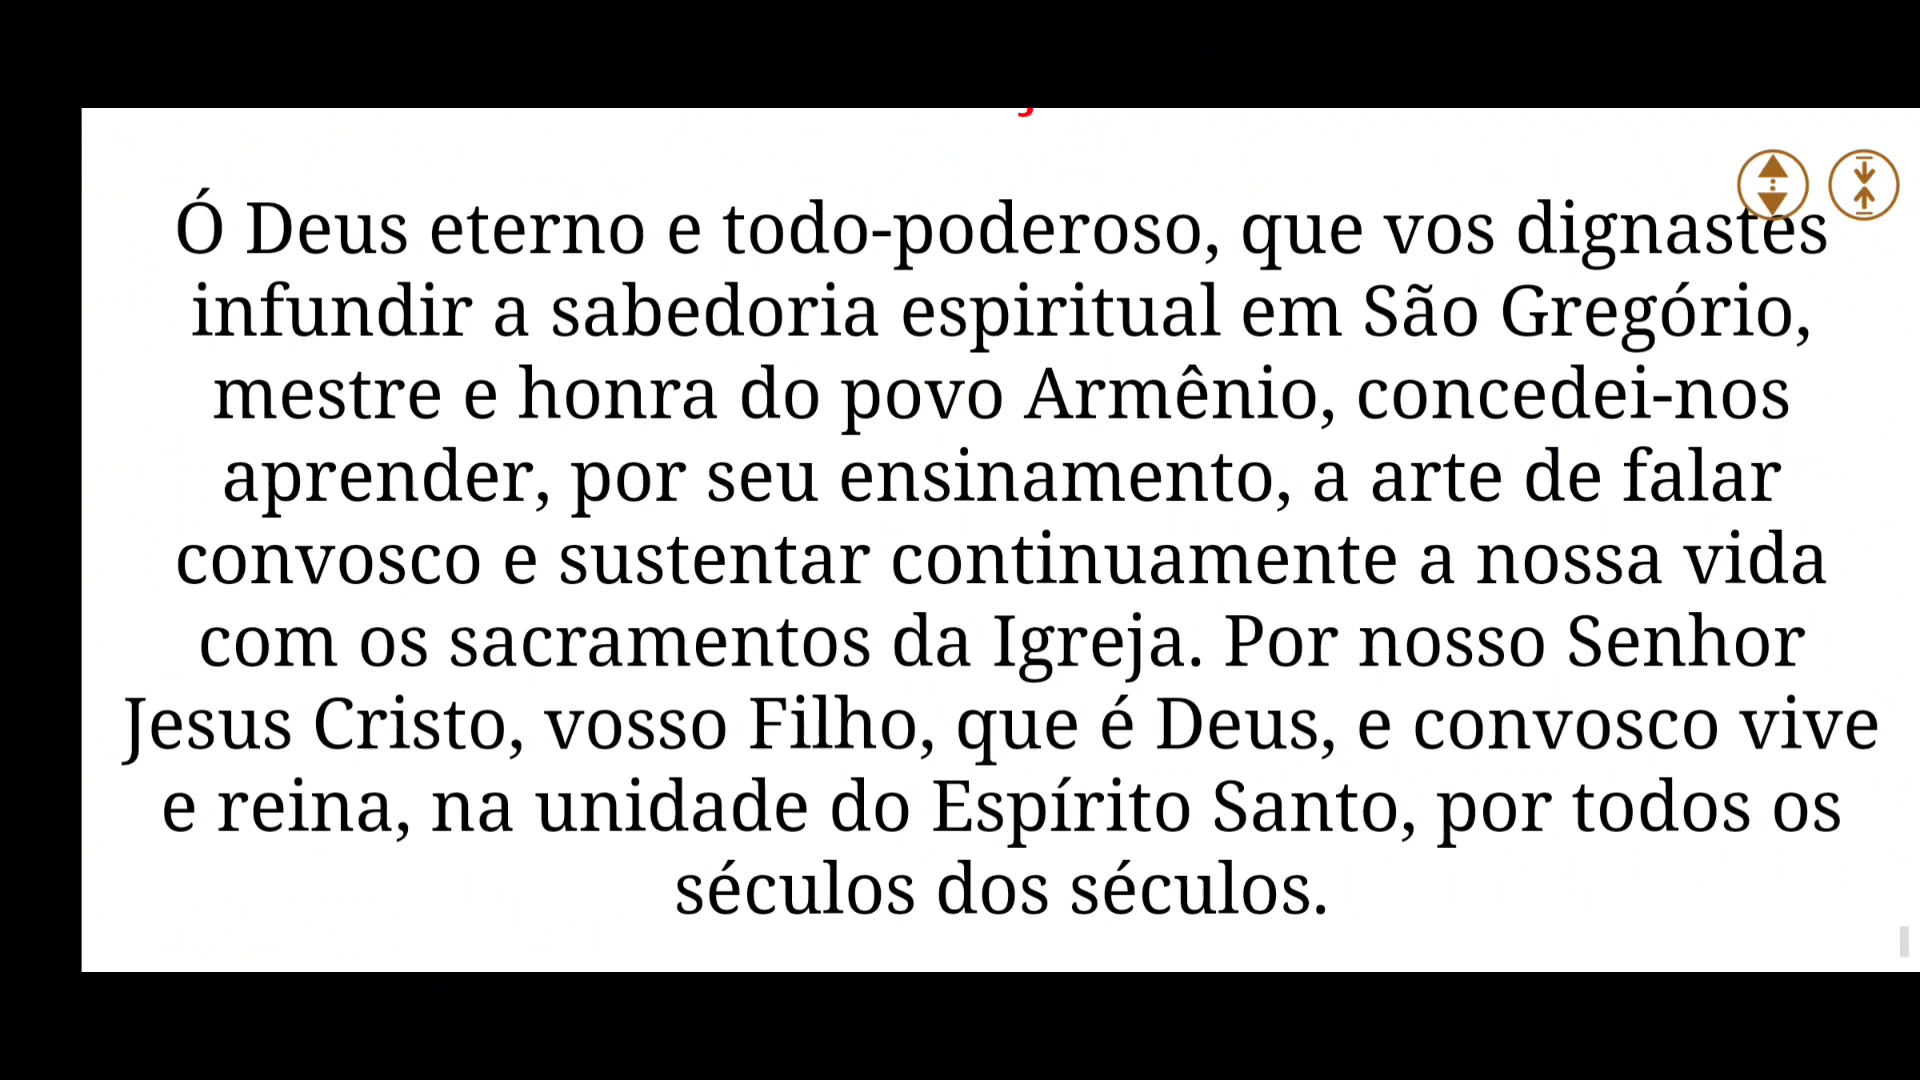 Ó Deus eterno e todo-poderoso, que vos dignastes
infundir a sabedoria espiritual em São Gregório,
mestre e honra do povo Armênio, concedei-nos
aprender, por seu ensinamento, a arte de falar
convosco e sustentar continuamente a nossa vida
com os sacramentos da Igreja. Por nosso Senhor
Jesus Cristo, vosso Filho, que é Deus, e convosco vive
e reina, na unidade do Espírito Santo, por todos os
séculos dos séculos.